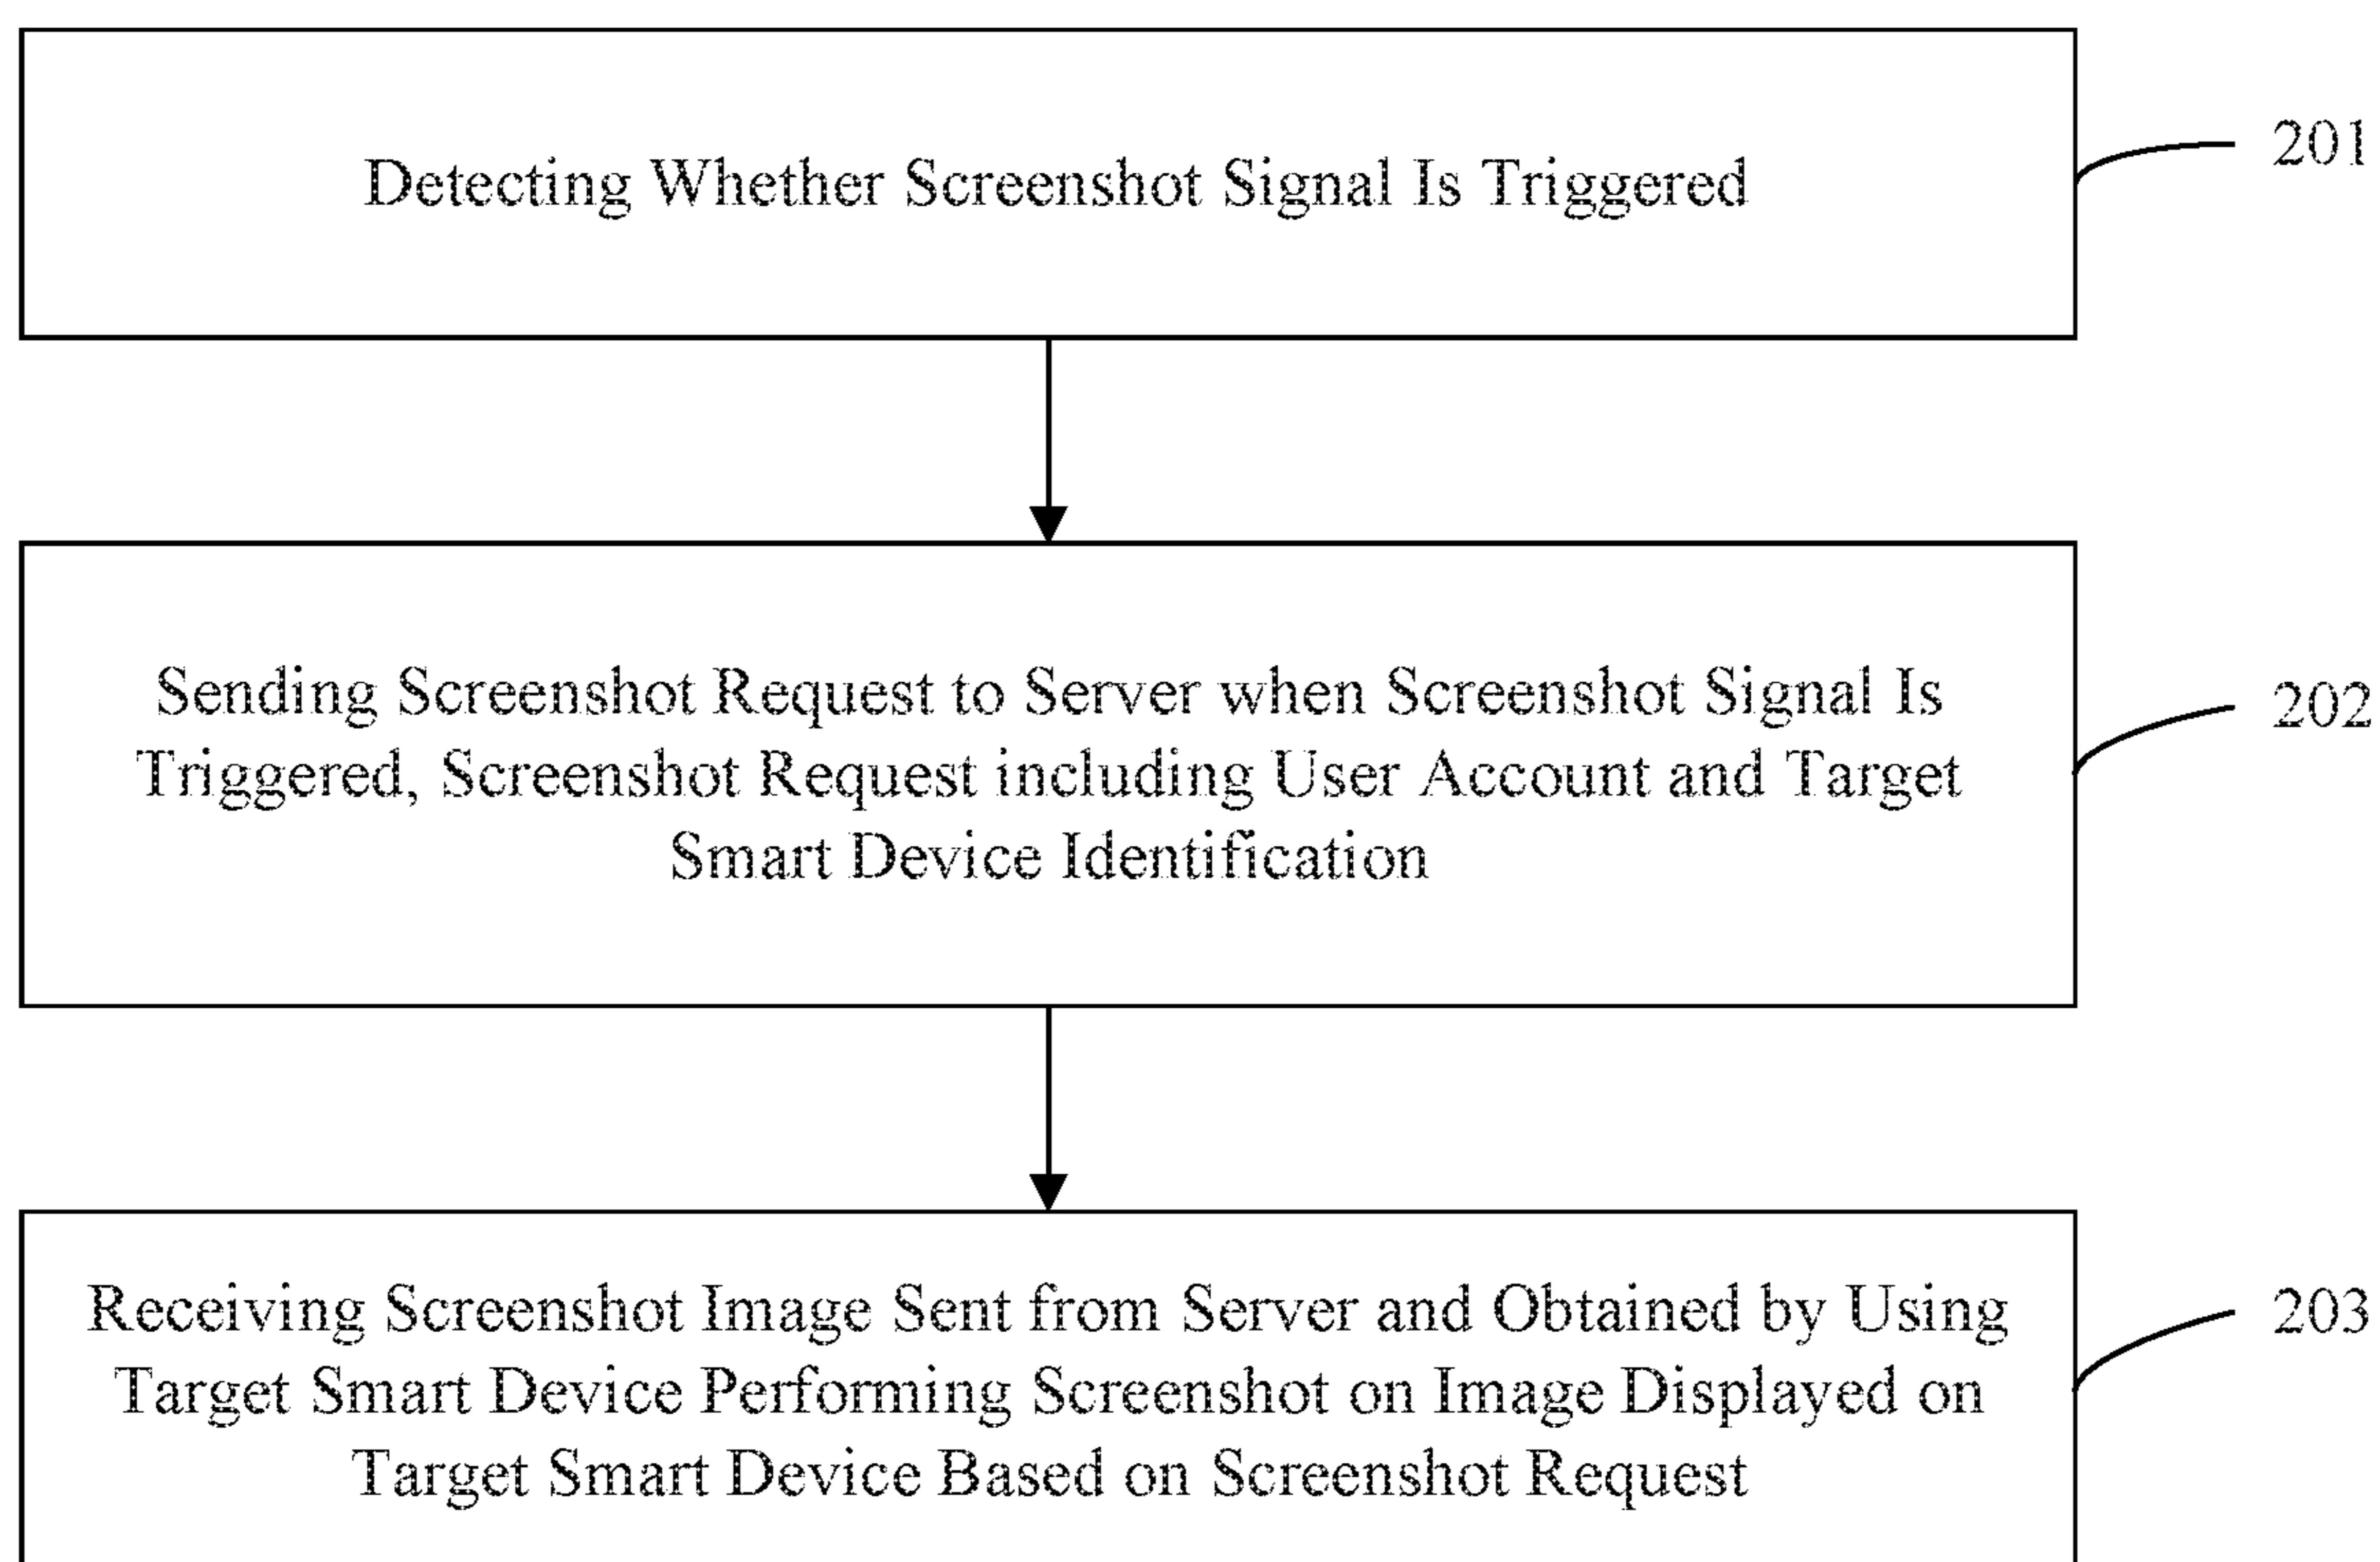 Detecting Whether Screenshot Signal Is Triggered
201
Sending Screenshot Request to Server when Screenshot Signal Is
Triggered, Screenshot Request including User Account and Target
Smart Device Identification
202
Receiving Screenshot Image Sent from Server and Obtained by Using
Target Smart Device Performing Screenshot on Image Displayed on
Target Smart Device Based on Screenshot Request
203